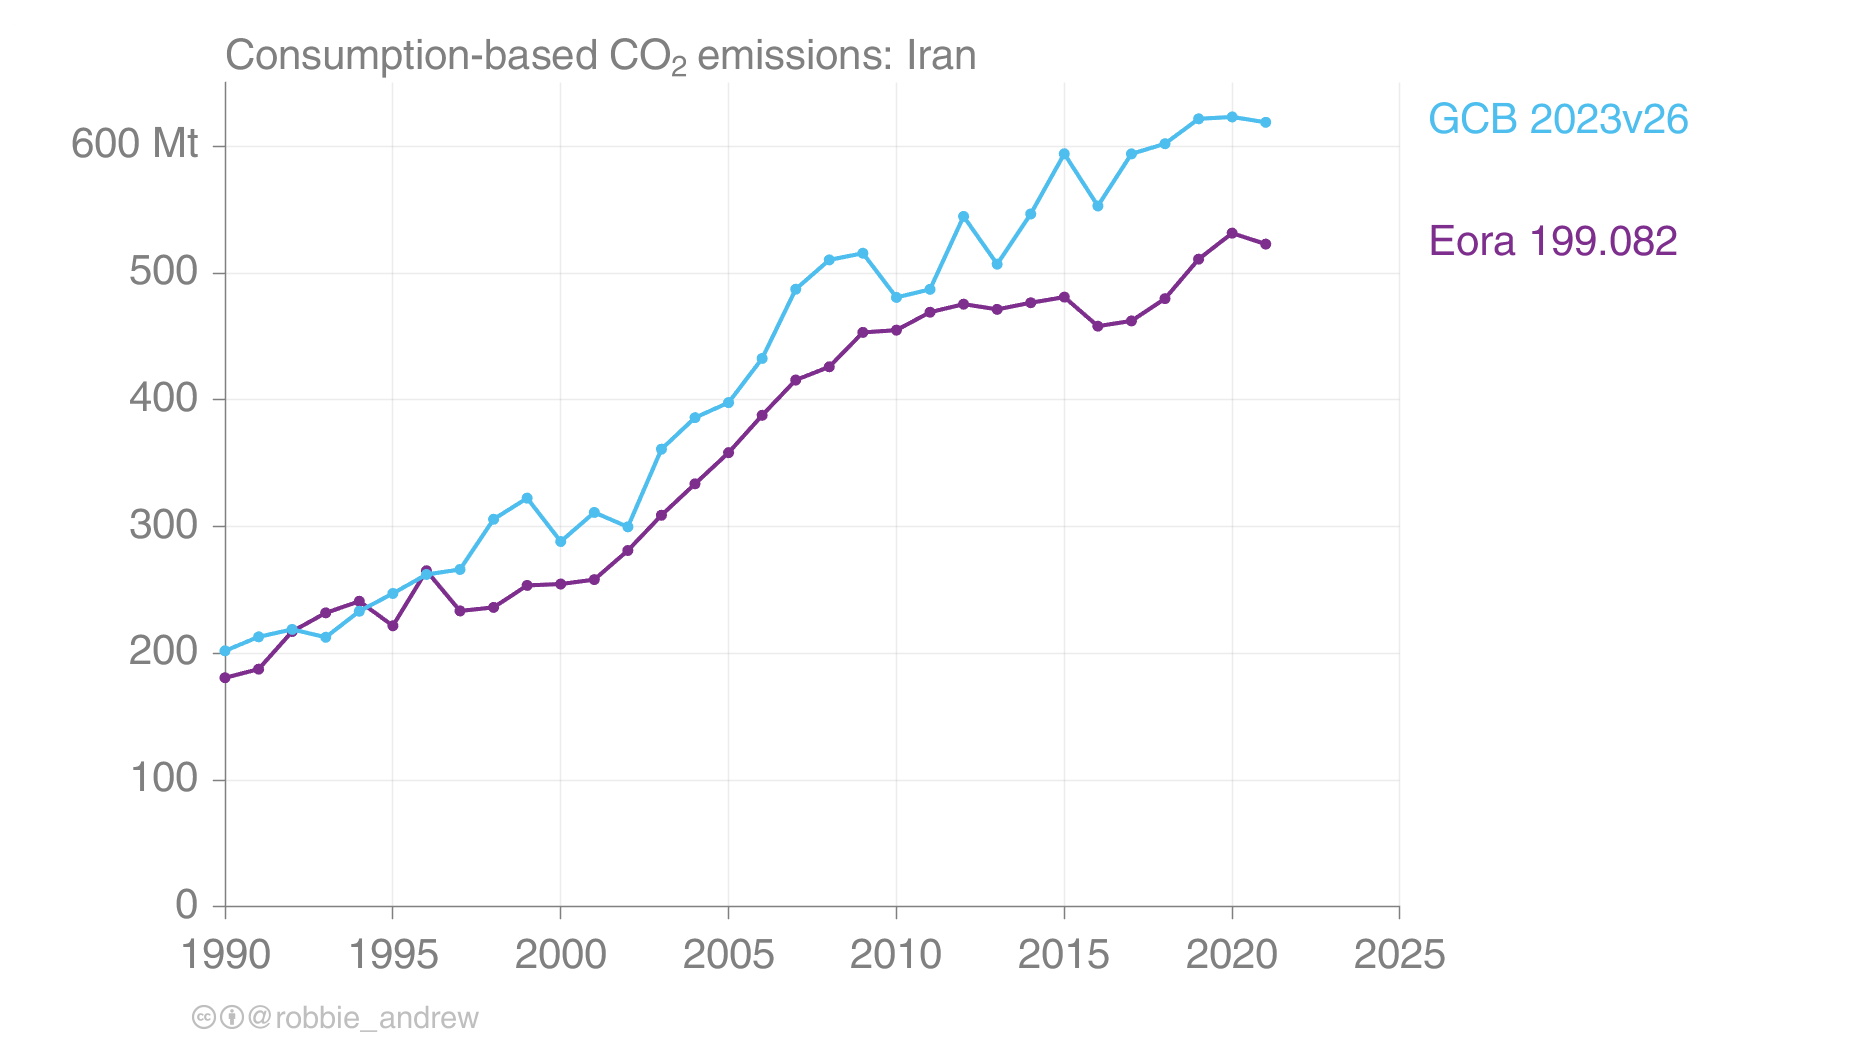 Consumption-based CO₂ emissions: Iran
600 Mt
500
400
300
200
100
0
1990 1995 2000 2005 2010 2015 2020 2025
GCB 2023v26
Eora 199.082
@robbie_andrew